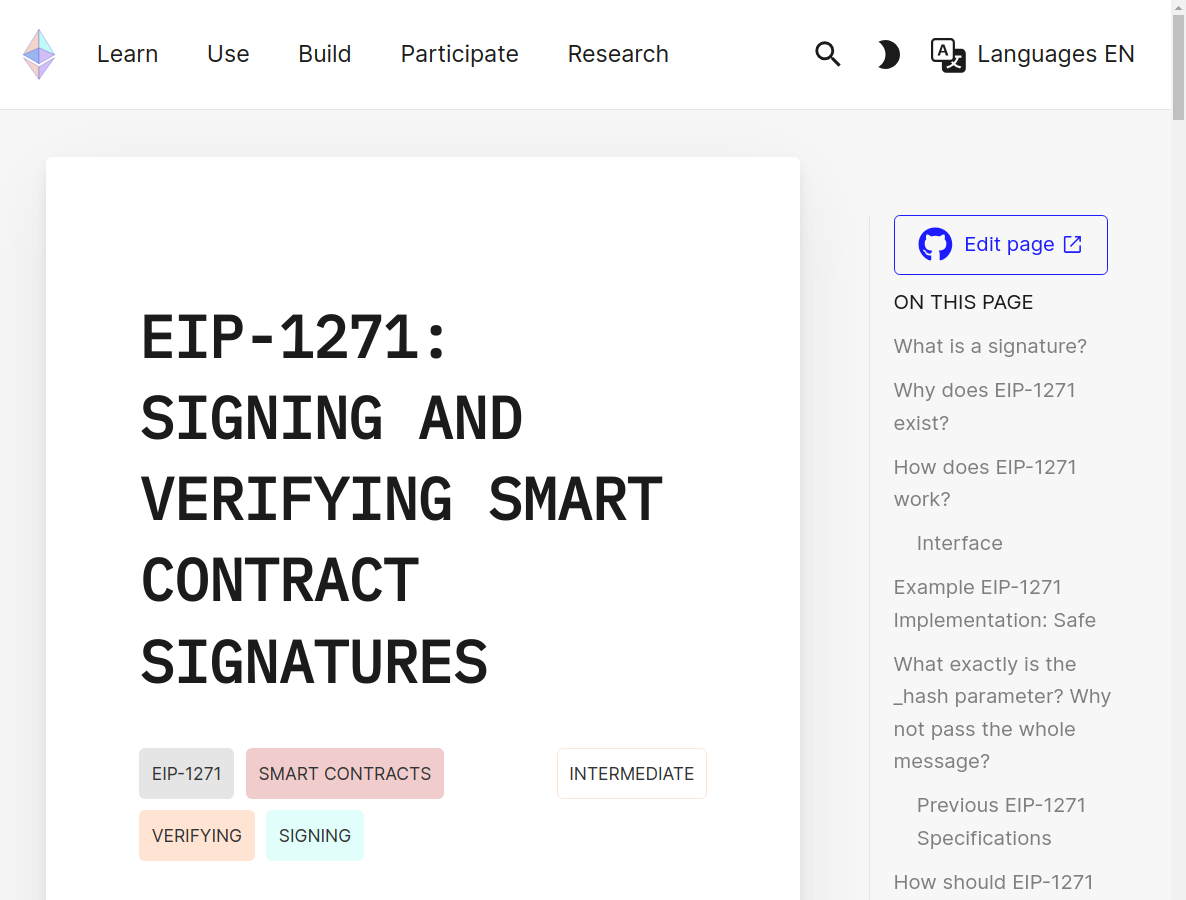 Learn Use Build Participate Research A 文 Languages EN
EIP-1271:
SIGNING AND
VERIFYING SMART
CONTRACT
SIGNATURES
EIP-1271 SMART CONTRACTS INTERMEDIATE
VERIFYING SIGNING
Edit page
ON THIS PAGE
What is a signature?
Why does EIP-1271
exist?
How does EIP-1271
work?
Interface
Example EIP-1271
Implementation: Safe
What exactly is the
_hash parameter? Why
not pass the whole
message?
Previous EIP-1271
Specifications
How should EIP-1271